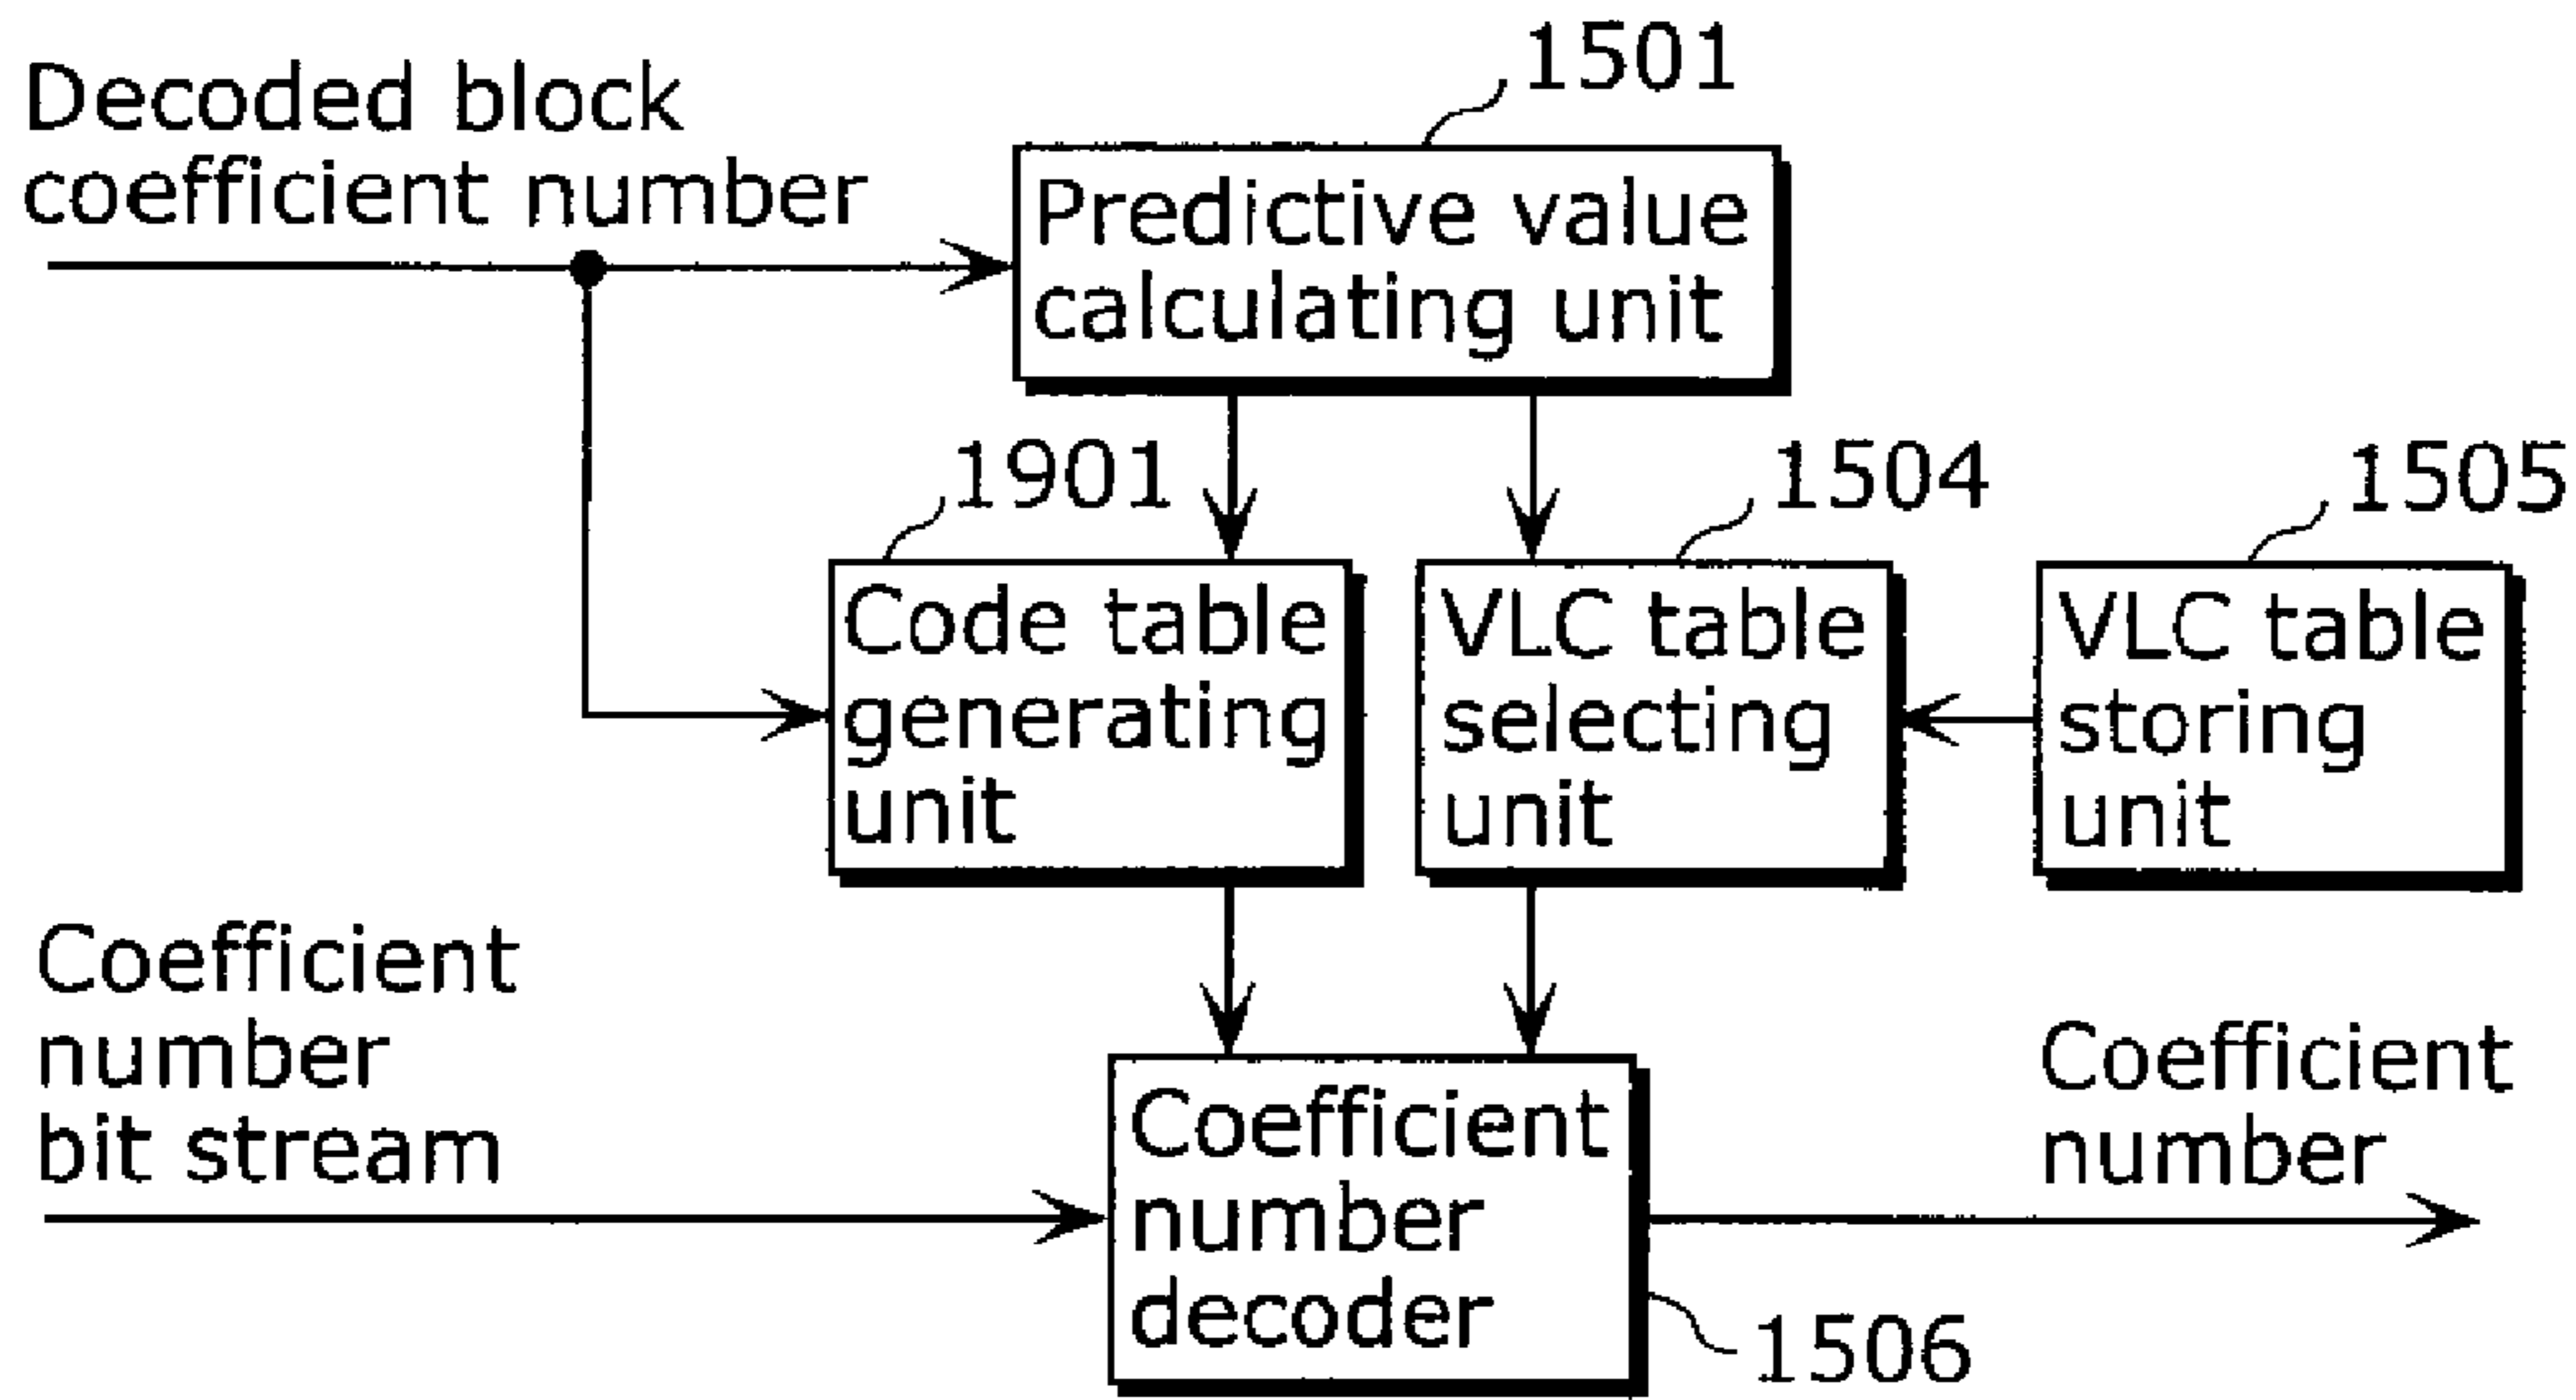 1501
Decoded block
coefficient number
Predictive value
calculating unit
1901
1504
1505
Code table
generating
unit
VLC table
selecting
unit
VLC table
storing
unit
Coefficient
number
bit stream
Coefficient
number
decoder
Coefficient
number
1506